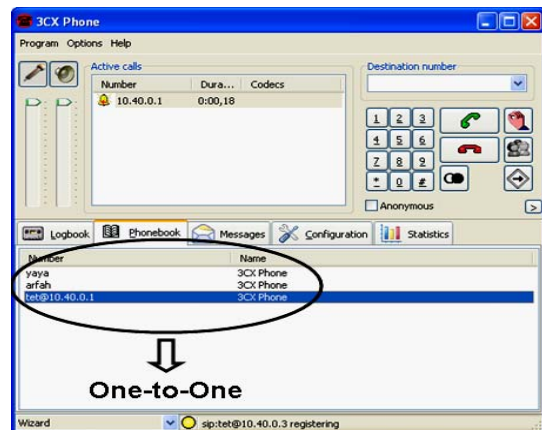 3CX Phone
Program Options Help
Active calls
Number Dura... Codecs
10.40.0.1 0:00,18
Destination number
1 2 3
4 5 6
7 8 9
* 0 #
Anonymous
>
Logbook Phonebook Messages Configuration Statistics
Number Name
yaya 3CX Phone
arfah 3CX Phone
tet@10.40.0.1 3CX Phone
One-to-One
Wizard sip:tet@10.40.0.3 registering